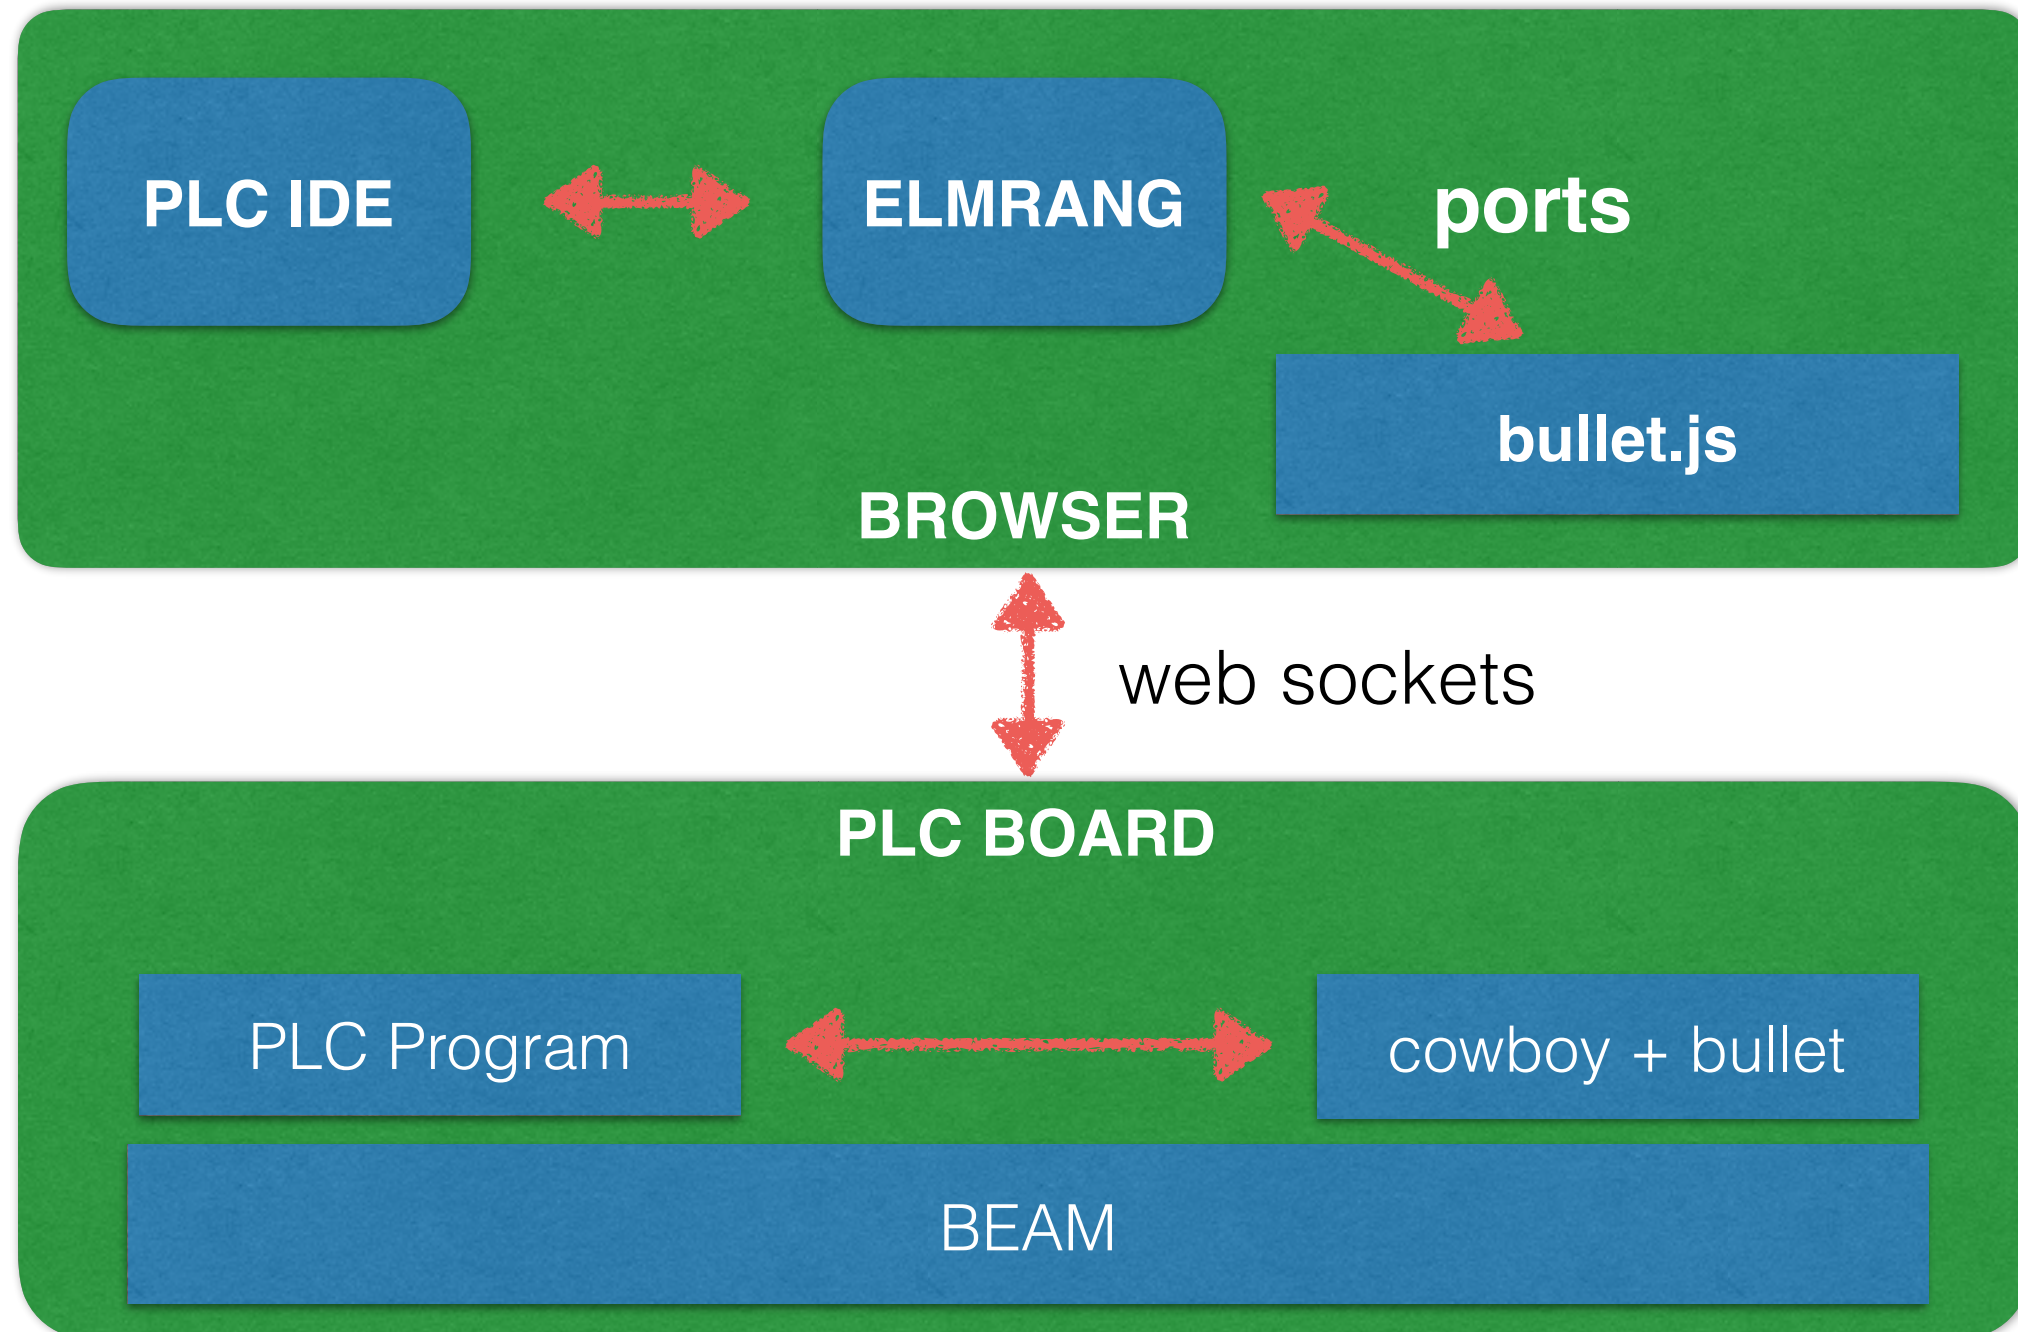 PLC IDE
ELMRANG
ports
bullet.js
BROWSER
web sockets
PLC BOARD
PLC Program
cowboy + bullet
BEAM